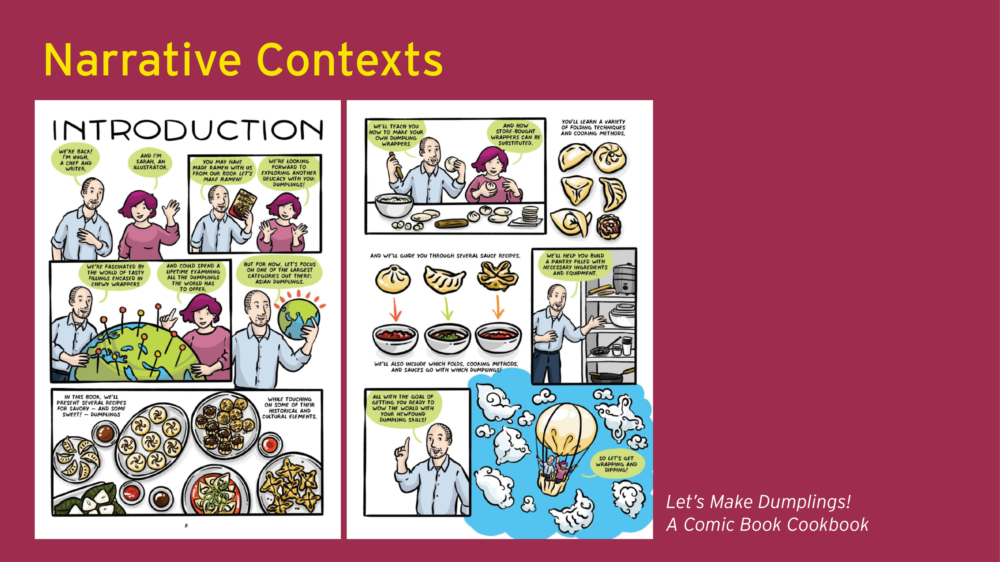 Narrative Contexts
INTRODUCTION
WE'RE BACK!
I'M HUGH,
A CHEF AND
WRITER,
AND I'M
SARAH, AN
ILLUSTRATOR.
YOU MAY HAVE
MADE RAMEN WITH US
FROM OUR BOOK LET'S
MAKE RAMEN!
WE'RE LOOKING
FORWARD TO
EXPLORING ANOTHER
DELICACY WITH YOU:
DUMPLINGS!
RAMEN!
WE'RE FASCINATED BY
THE WORLD OF TASTY
FILLINGS ENCASED IN
CHEWY WRAPPERS
AND COULD SPEND A
LIFETIME EXAMINING
ALL THE DUMPLINGS
THE WORLD HAS
TO OFFER.
BUT FOR NOW, LET'S FOCUS
ON ONE OF THE LARGEST
CATEGORIES OUT THERE:
ASIAN DUMPLINGS.
IN THIS BOOK, WE'LL
PRESENT SEVERAL RECIPES
FOR SAVORY – AND SOME
SWEET! – DUMPLINGS
WHILE TOUCHING
ON SOME OF THEIR
HISTORICAL AND
CULTURAL ELEMENTS.
8
WE'LL TEACH YOU
HOW TO MAKE YOUR
OWN DUMPLING
WRAPPERS
AND HOW
STORE-BOUGHT
WRAPPERS CAN BE
SUBSTITUTED.
YOU'LL LEARN A VARIETY
OF FOLDING TECHNIQUES
AND COOKING METHODS,
AND WE'LL GUIDE YOU THROUGH SEVERAL SAUCE RECIPES.
WE'LL ALSO INCLUDE WHICH FOLDS, COOKING METHODS,
AND SAUCES GO WITH WHICH DUMPLINGS!
WE'LL HELP YOU BUILD
A PANTRY FILLED WITH
NECESSARY INGREDIENTS
AND EQUIPMENT,
ALL WITH THE GOAL OF
GETTING YOU READY TO
WOW THE WORLD WITH
YOUR NEWFOUND
DUMPLING SKILLS!
SO LET'S GET
WRAPPING AND
DIPPING!
Let's Make Dumplings!
A Comic Book Cookbook